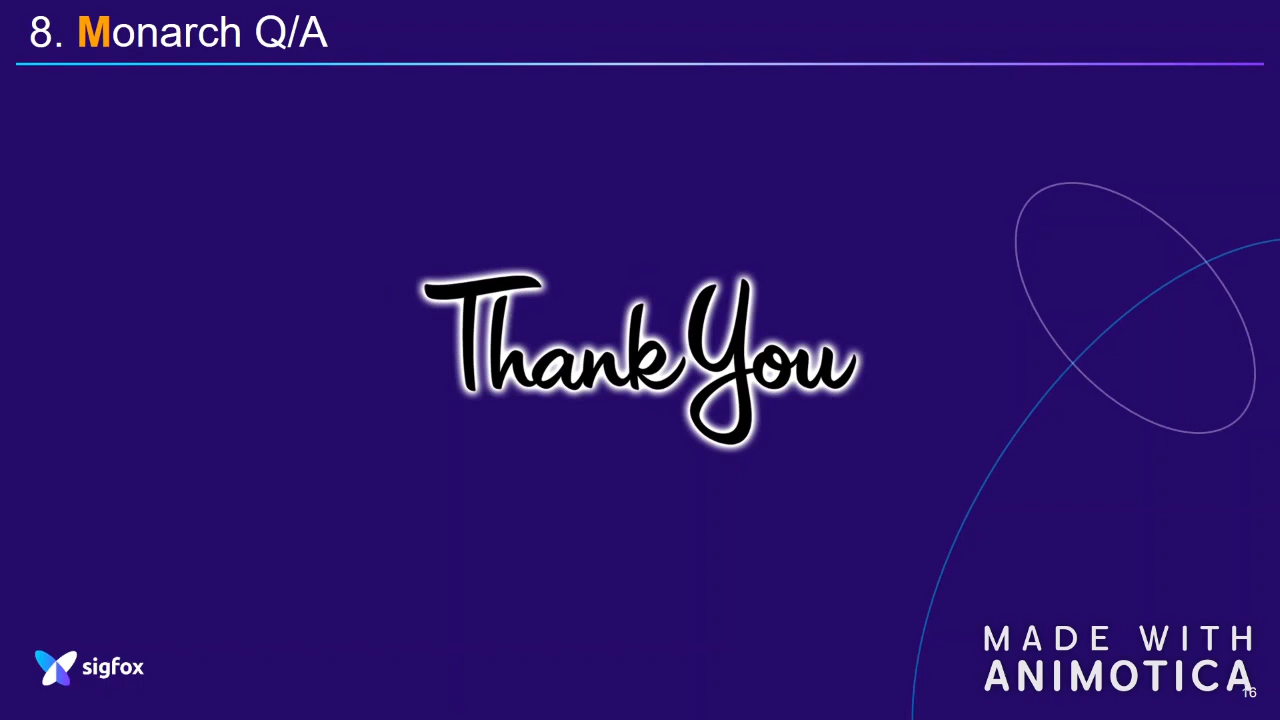 8. Monarch Q/A
Thank You
sigfox
MADE WITH
ANIMOTICA
16